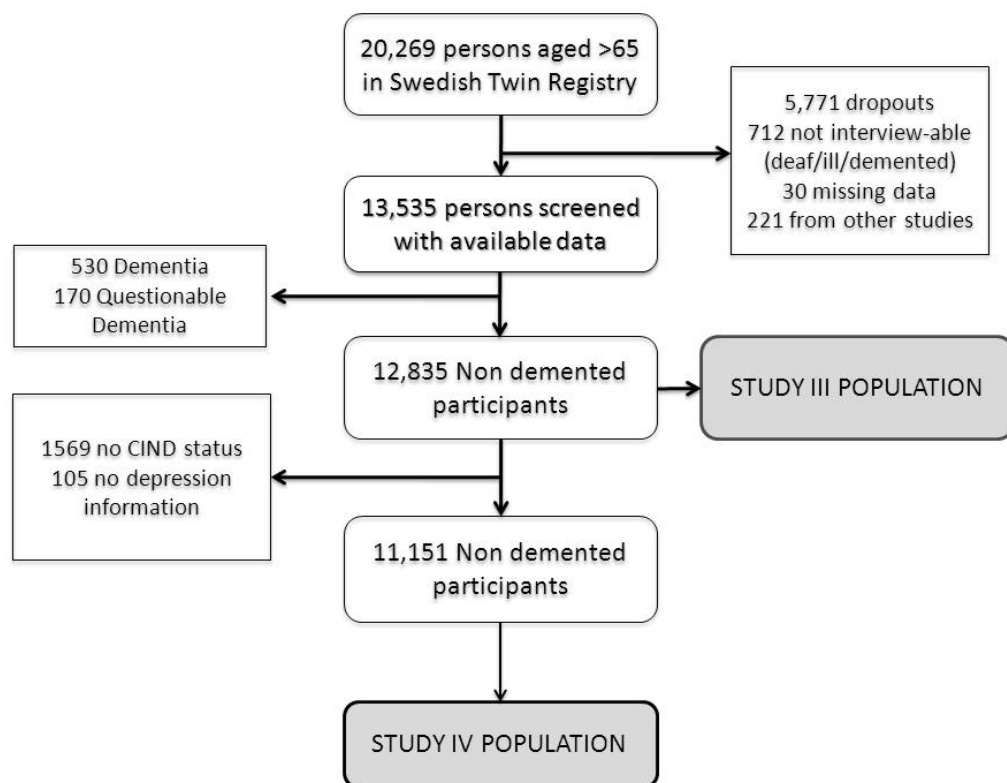 20,269 persons aged >65
in Swedish Twin Registry
5,771 dropouts
712 not interview-able
(deaf/ill/demented)
30 missing data
221 from other studies
13,535 persons screened
with available data
530 Dementia
170 Questionable
Dementia
12,835 Non demented
participants
STUDY III POPULATION
1569 no CIND status
105 no depression
information
11,151 Non demented
participants
STUDY IV POPULATION